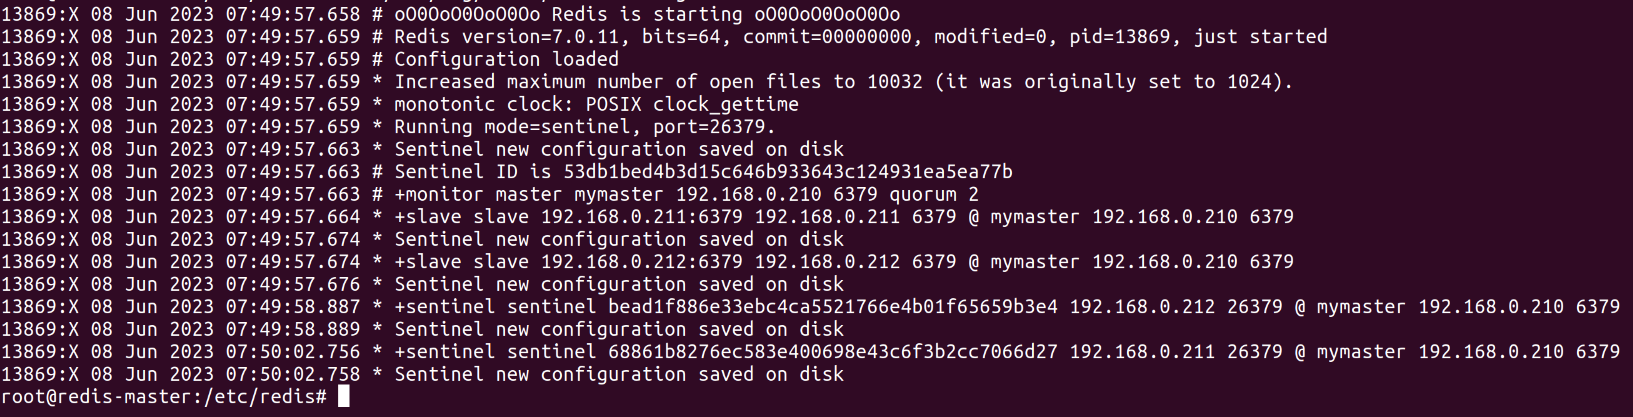 13869:X 08 Jun 2023 07:49:57.658 # oO0OoO0OoO0Oo Redis is starting oO0OoO0OoO0Oo
13869:X 08 Jun 2023 07:49:57.659 # Redis version=7.0.11, bits=64, commit=00000000, modified=0, pid=13869, just started
13869:X 08 Jun 2023 07:49:57.659 # Configuration loaded
13869:X 08 Jun 2023 07:49:57.659 * Increased maximum number of open files to 10032 (it was originally set to 1024).
13869:X 08 Jun 2023 07:49:57.659 * monotonic clock: POSIX clock_gettime
13869:X 08 Jun 2023 07:49:57.659 * Running mode=sentinel, port=26379.
13869:X 08 Jun 2023 07:49:57.663 * Sentinel new configuration saved on disk
13869:X 08 Jun 2023 07:49:57.663 # Sentinel ID is 53db1bed4b3d15c646b933643c124931ea5ea77b
13869:X 08 Jun 2023 07:49:57.663 # +monitor master mymaster 192.168.0.210 6379 quorum 2
13869:X 08 Jun 2023 07:49:57.664 * +slave slave 192.168.0.211:6379 192.168.0.211 6379 @ mymaster 192.168.0.210 6379
13869:X 08 Jun 2023 07:49:57.674 * Sentinel new configuration saved on disk
13869:X 08 Jun 2023 07:49:57.674 * +slave slave 192.168.0.212:6379 192.168.0.212 6379 @ mymaster 192.168.0.210 6379
13869:X 08 Jun 2023 07:49:57.676 * Sentinel new configuration saved on disk
13869:X 08 Jun 2023 07:49:58.887 * +sentinel sentinel bead1f886e33ebc4ca5521766e4b01f65659b3e4 192.168.0.212 26379 @ mymaster 192.168.0.210 6379
13869:X 08 Jun 2023 07:49:58.889 * Sentinel new configuration saved on disk
13869:X 08 Jun 2023 07:50:02.756 * +sentinel sentinel 68861b8276ec583e400698e43c6f3b2cc7066d27 192.168.0.211 26379 @ mymaster 192.168.0.210 6379
13869:X 08 Jun 2023 07:50:02.758 * Sentinel new configuration saved on disk
root@redis-master:/etc/redis#